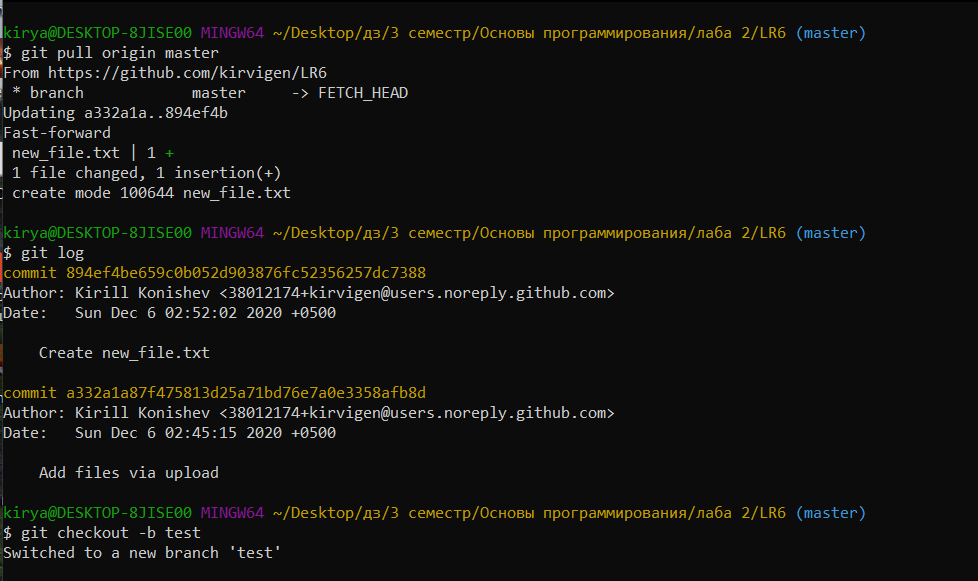 kirya@DESKTOP-8JISE00 MINGW64 ~/Desktop/дз/3 семестр/Основы программирования/лаба 2/LR6 (master)
$ git pull origin master
From https://github.com/kirvigen/LR6
 * branch            master     -> FETCH_HEAD
Updating a332a1a..894ef4b
Fast-forward
 new_file.txt | 1 +
 1 file changed, 1 insertion(+)
 create mode 100644 new_file.txt
kirya@DESKTOP-8JISE00 MINGW64 ~/Desktop/дз/3 семестр/Основы программирования/лаба 2/LR6 (master)
$ git log
commit 894ef4be659c0b052d903876fc52356257dc7388
Author: Kirill Konishev <38012174+kirvigen@users.noreply.github.com>
Date:   Sun Dec 6 02:52:02 2020 +0500
    Create new_file.txt
commit a332a1a87f475813d25a71bd76e7a0e3358afb8d
Author: Kirill Konishev <38012174+kirvigen@users.noreply.github.com>
Date:   Sun Dec 6 02:45:15 2020 +0500
    Add files via upload
kirya@DESKTOP-8JISE00 MINGW64 ~/Desktop/дз/3 семестр/Основы программирования/лаба 2/LR6 (master)
$ git checkout -b test
Switched to a new branch 'test'